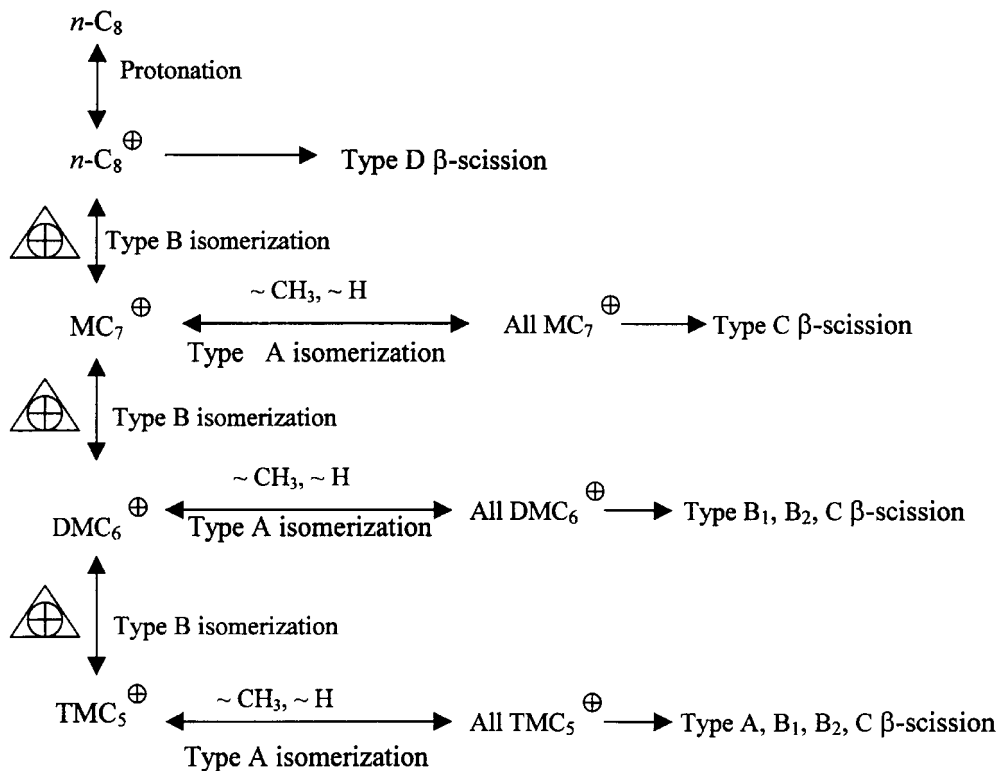 n-C₈
Protonation
n-C₈⊕
Type D β-scission
⊕ Type B isomerization
MC₇⊕
~ CH₃, ~ H
Type A isomerization
All MC₇⊕
Type C β-scission
⊕ Type B isomerization
DMC₆⊕
~ CH₃, ~ H
Type A isomerization
All DMC₆⊕
Type B₁, B₂, C β-scission
⊕ Type B isomerization
TMC₅⊕
~ CH₃, ~ H
Type A isomerization
All TMC₅⊕
Type A, B₁, B₂, C β-scission